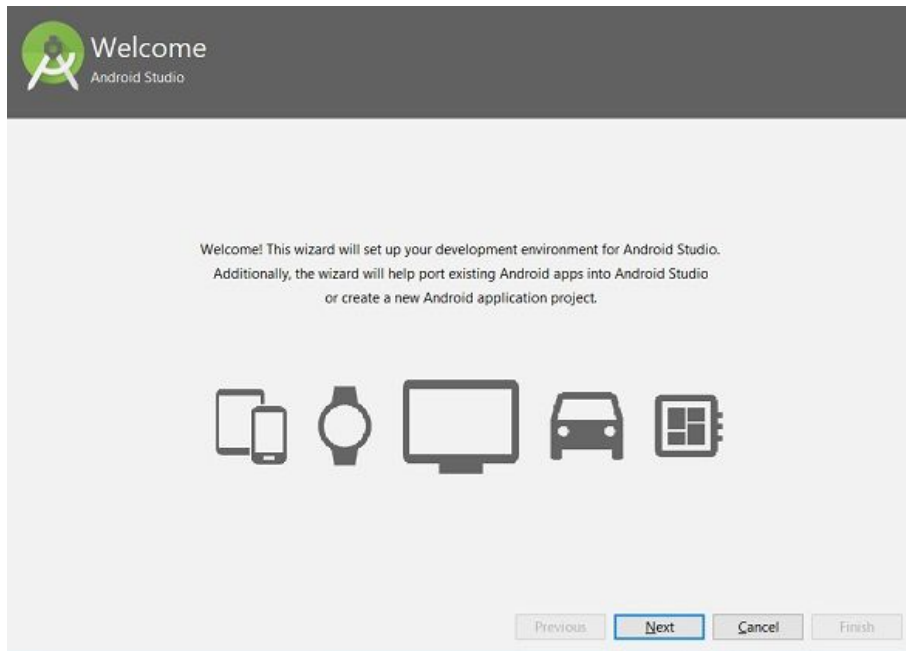 Welcome
Android Studio
Welcome! This wizard will set up your development environment for Android Studio.
Additionally, the wizard will help port existing Android apps into Android Studio
or create a new Android application project.
Previous Next Cancel Finish